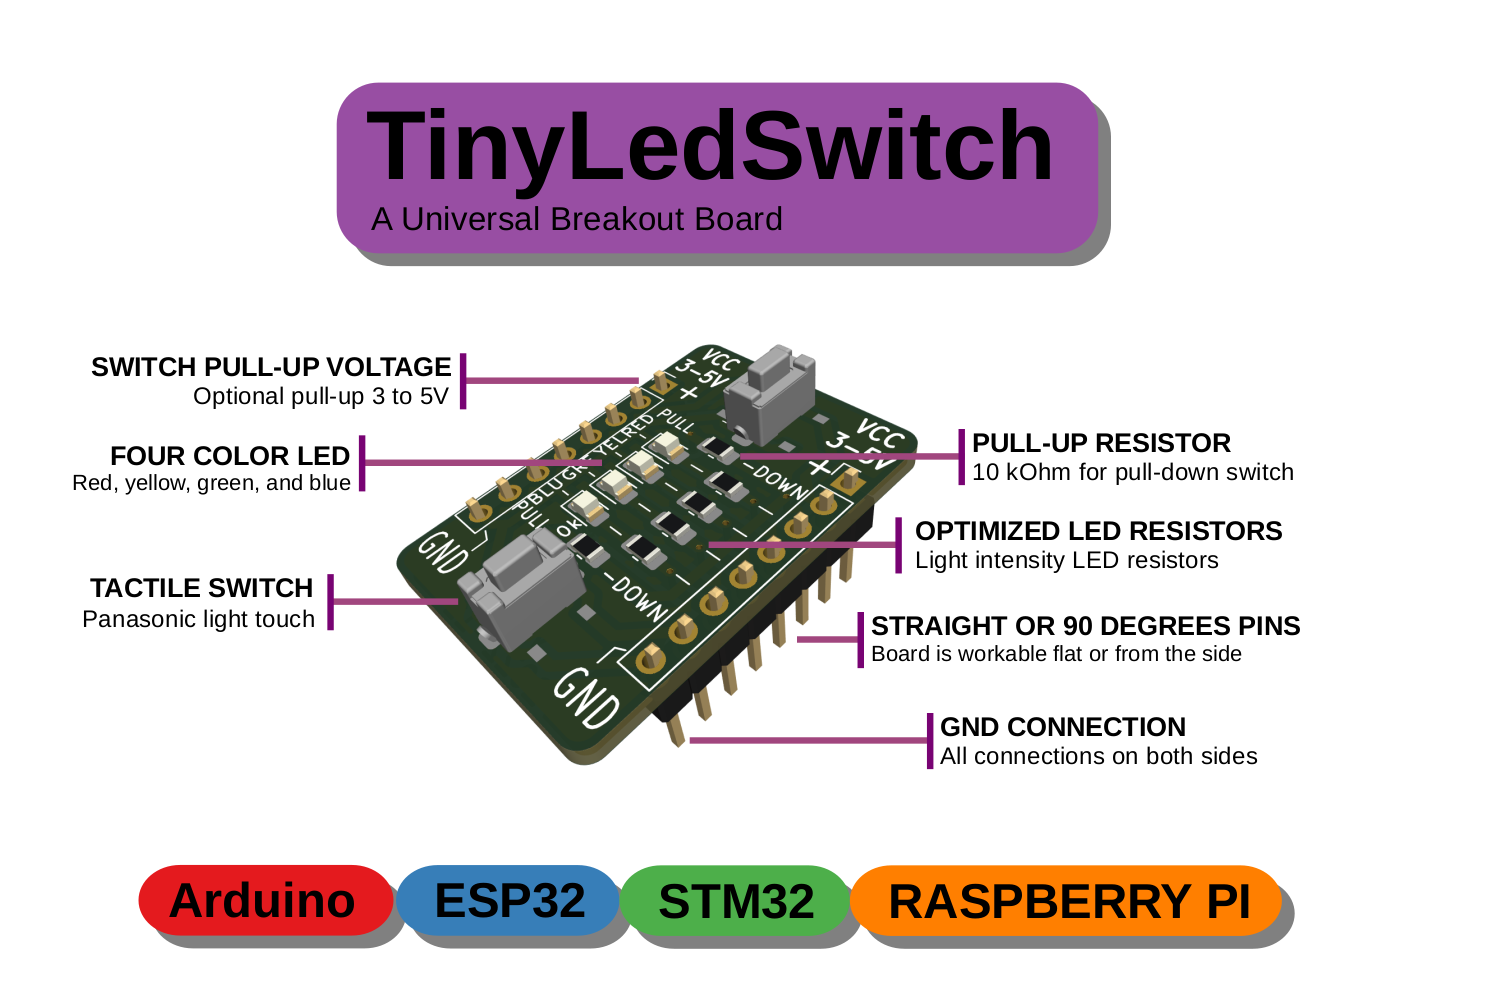 TinyLedSwitch
A Universal Breakout Board
SWITCH PULL-UP VOLTAGE
Optional pull-up 3 to 5V
FOUR COLOR LED
Red, yellow, green, and blue
TACTILE SWITCH
Panasonic light touch
VCC
3-5V
+
PULL
BLUGREYELRED
PULL
GND
OK
-DOWN
VCC
3-5V
+
-DOWN
GND
PULL-UP RESISTOR
10 kOhm for pull-down switch
OPTIMIZED LED RESISTORS
Light intensity LED resistors
STRAIGHT OR 90 DEGREES PINS
Board is workable flat or from the side
GND CONNECTION
All connections on both sides
Arduino
ESP32
STM32
RASPBERRY PI